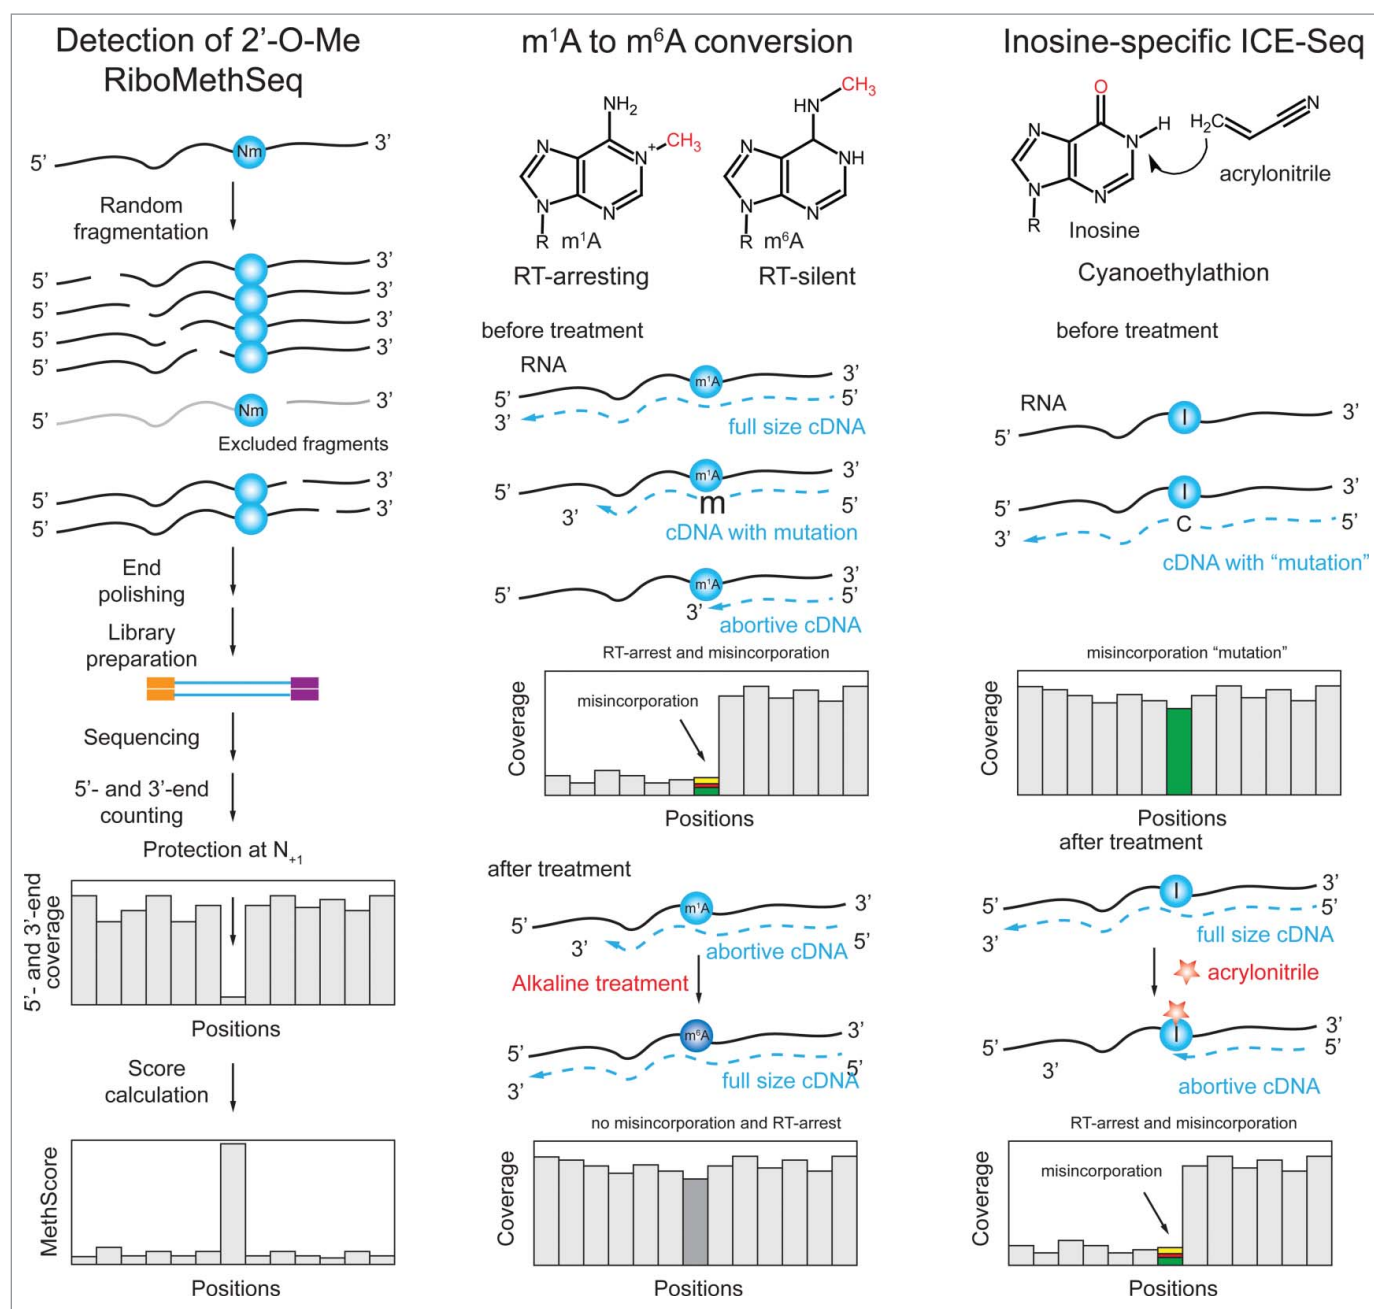 Detection of 2'-O-Me
RiboMethSeq
5'
Nm
3'
Random
fragmentation
5'
3'
5'
3'
5'
3'
5'
3'
5'
Nm
3'
Excluded fragments
5'
3'
5'
3'
End
polishing
Library
preparation
Sequencing
5'- and 3'-end
counting
Protection at N+1
5'- and 3'-end
coverage
Positions
Score
calculation
MethScore
Positions
m¹A to m⁶A conversion
NH₂
N
N
+
CH₃
N
N
R
m¹A
HN
CH₃
N
NH
N
N
R
m⁶A
RT-arresting
RT-silent
before treatment
RNA
5'
m¹A
3'
3'
5'
full size cDNA
5'
m¹A
3'
m
3'
5'
cDNA with mutation
5'
m¹A
3'
3'
5'
abortive cDNA
RT-arrest and misincorporation
misincorporation
Coverage
Positions
after treatment
5'
m¹A
3'
3'
5'
abortive cDNA
Alkaline treatment
5'
m⁶A
3'
3'
5'
full size cDNA
no misincorporation and RT-arrest
Coverage
Positions
Inosine-specific ICE-Seq
O
N
N
H
N
N
R
Inosine
H₂C
N
acrylonitrile
Cyanoethylathion
before treatment
RNA
5'
I
3'
5'
I
3'
C
3'
5'
cDNA with "mutation"
misincorporation "mutation"
Coverage
Positions
after treatment
5'
I
3'
3'
5'
full size cDNA
acrylonitrile
5'
I
3'
3'
5'
abortive cDNA
RT-arrest and misincorporation
misincorporation
Coverage
Positions